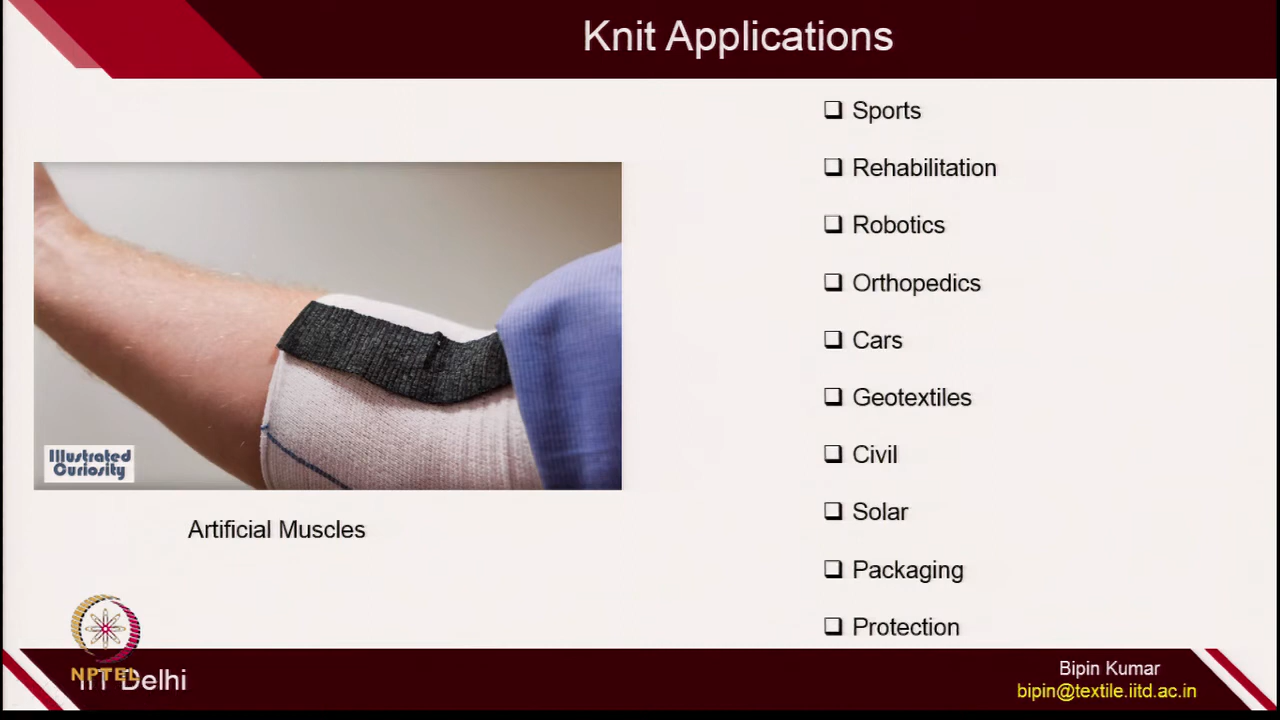 Knit Applications
Illustrated
Curiosity
Artificial Muscles
❑ Sports
❑ Rehabilitation
❑ Robotics
❑ Orthopedics
❑ Cars
❑ Geotextiles
❑ Civil
❑ Solar
❑ Packaging
❑ Protection
NPTEL
IIT Delhi
Bipin Kumar
bipin@textile.iitd.ac.in